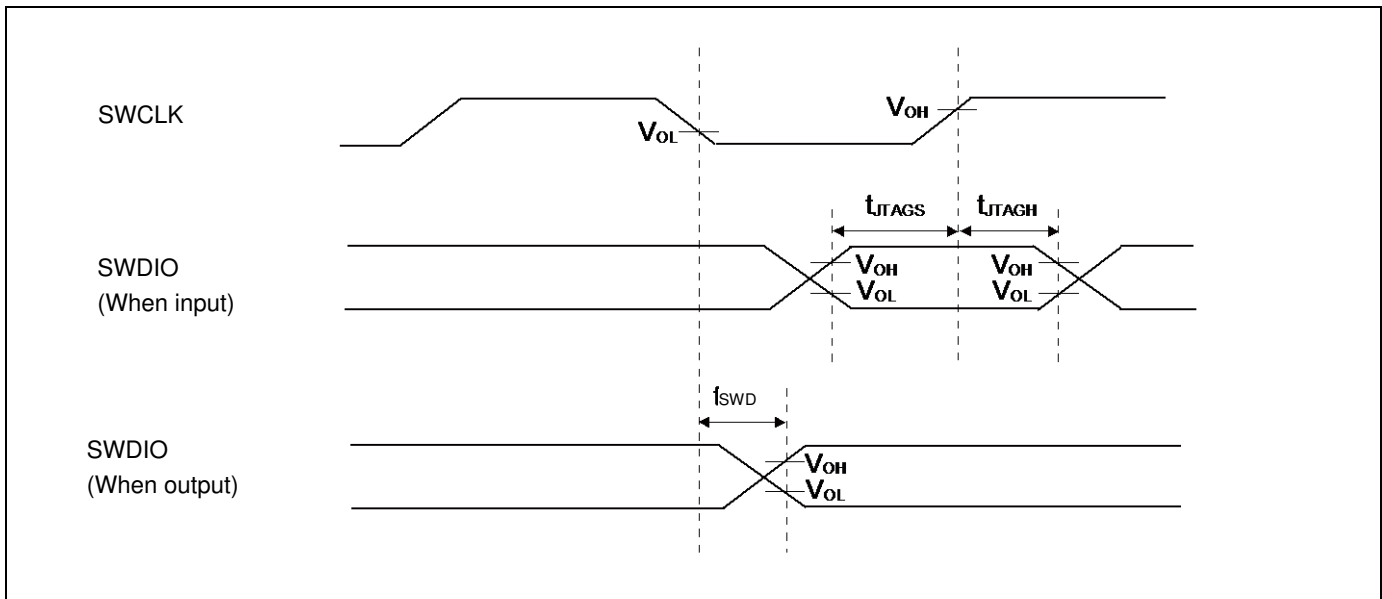 SWCLK
VOL
VOH
tJTAGS
tJTAGH
SWDIO
(When input)
VOH
VOL
VOH
VOL
tSWD
SWDIO
(When output)
VOH
VOL